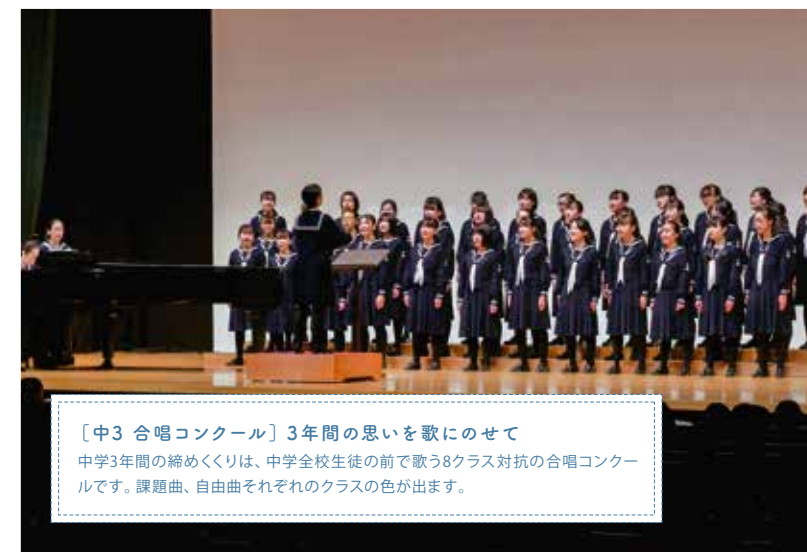 ［中3 合唱コンクール］3年間の思いを歌にのせて
中学3年間の締めくくりは、中学全校生徒の前で歌う8クラス対抗の合唱コンクー
ルです。課題曲、自由曲それぞれのクラスの色が出ます。